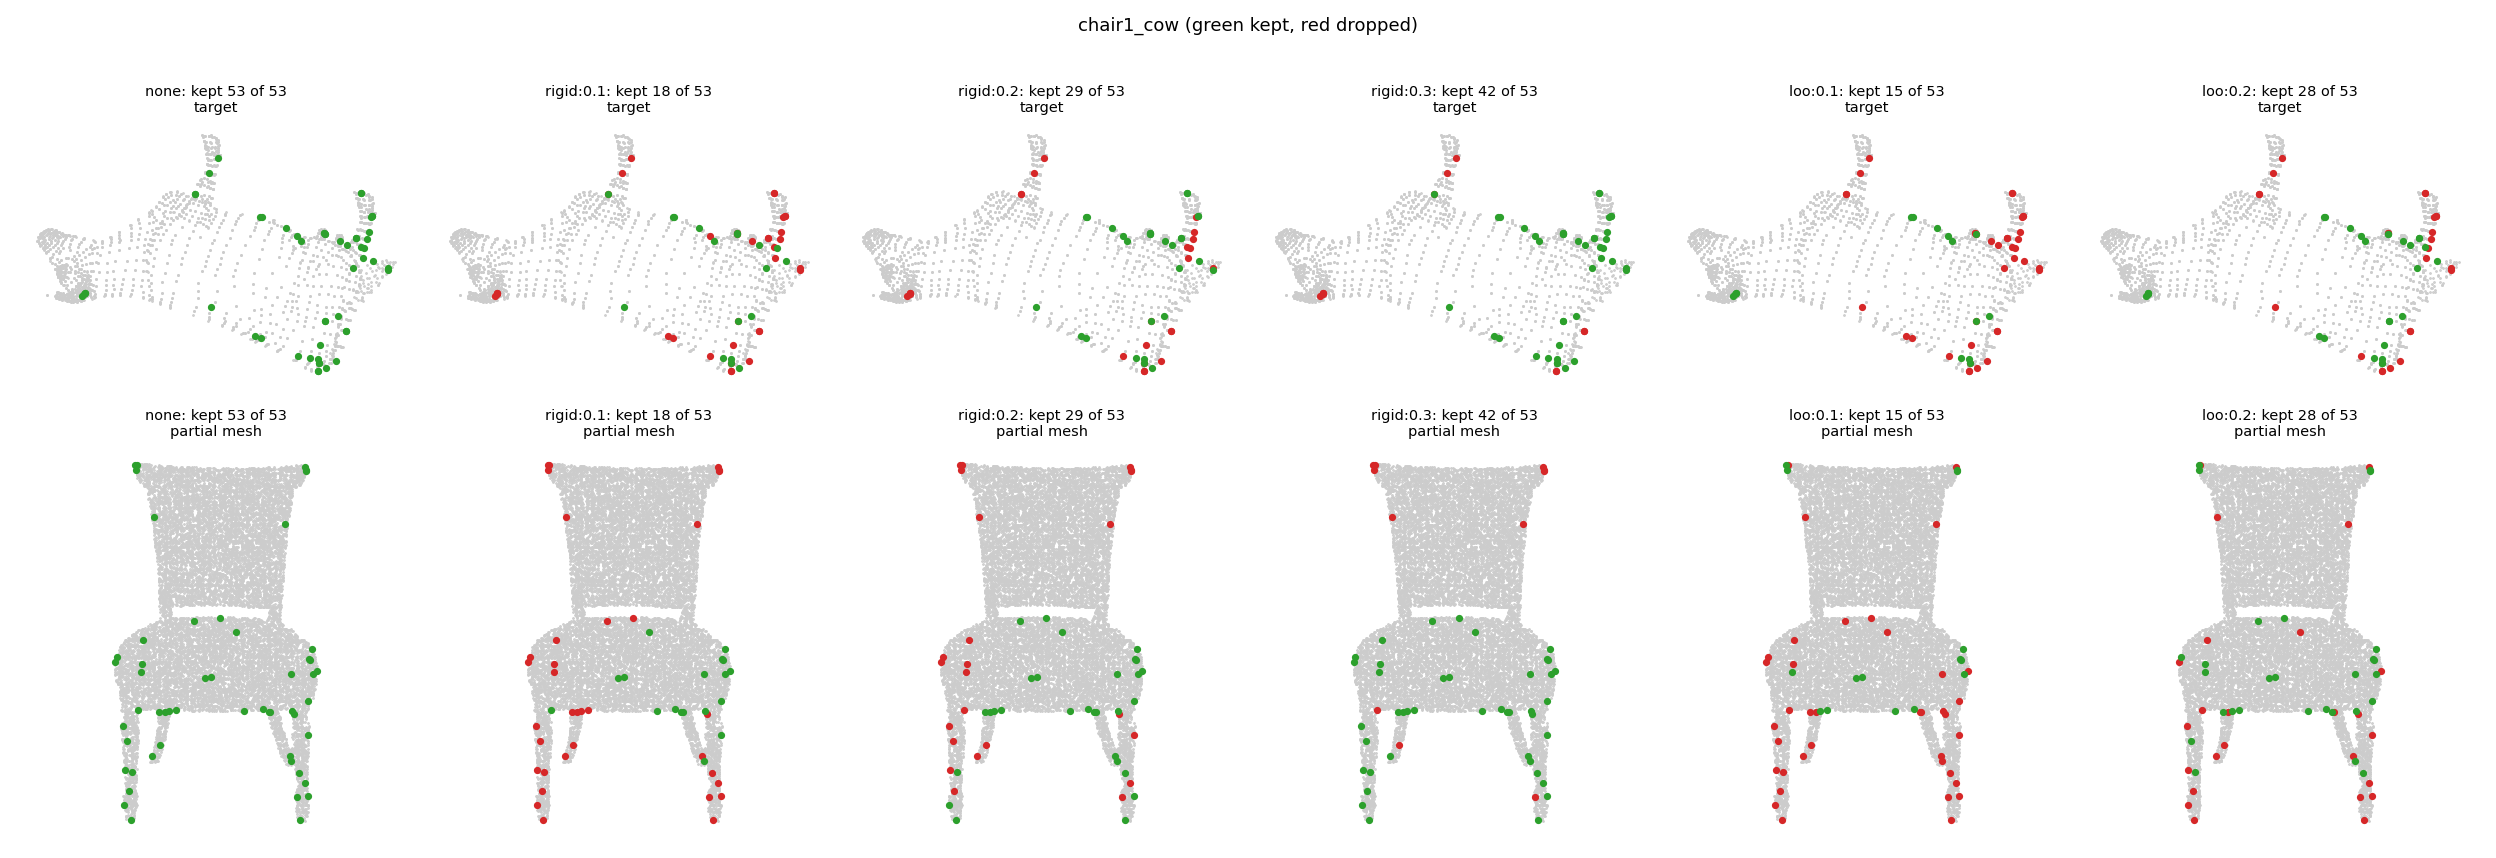 chair1_cow (green kept, red dropped)
none: kept 53 of 53
target
rigid:0.1: kept 18 of 53
target
rigid:0.2: kept 29 of 53
target
rigid:0.3: kept 42 of 53
target
loo:0.1: kept 15 of 53
target
loo:0.2: kept 28 of 53
target
none: kept 53 of 53
partial mesh
rigid:0.1: kept 18 of 53
partial mesh
rigid:0.2: kept 29 of 53
partial mesh
rigid:0.3: kept 42 of 53
partial mesh
loo:0.1: kept 15 of 53
partial mesh
loo:0.2: kept 28 of 53
partial mesh